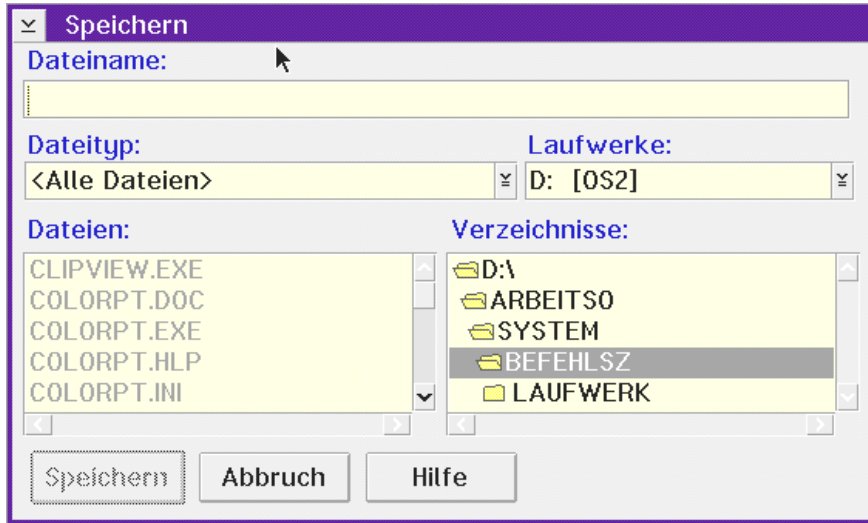 Speichern
Dateiname:
Dateityp:
Laufwerke:
<Alle Dateien>
D: [OS2]
Dateien:
Verzeichnisse:
CLIPVIEW.EXE
COLORPT.DOC
COLORPT.EXE
COLORPT.HLP
COLORPT.INI
D:\
ARBEITSO
SYSTEM
BEFEHLSZ
LAUFWERK
Speichern
Abbruch
Hilfe